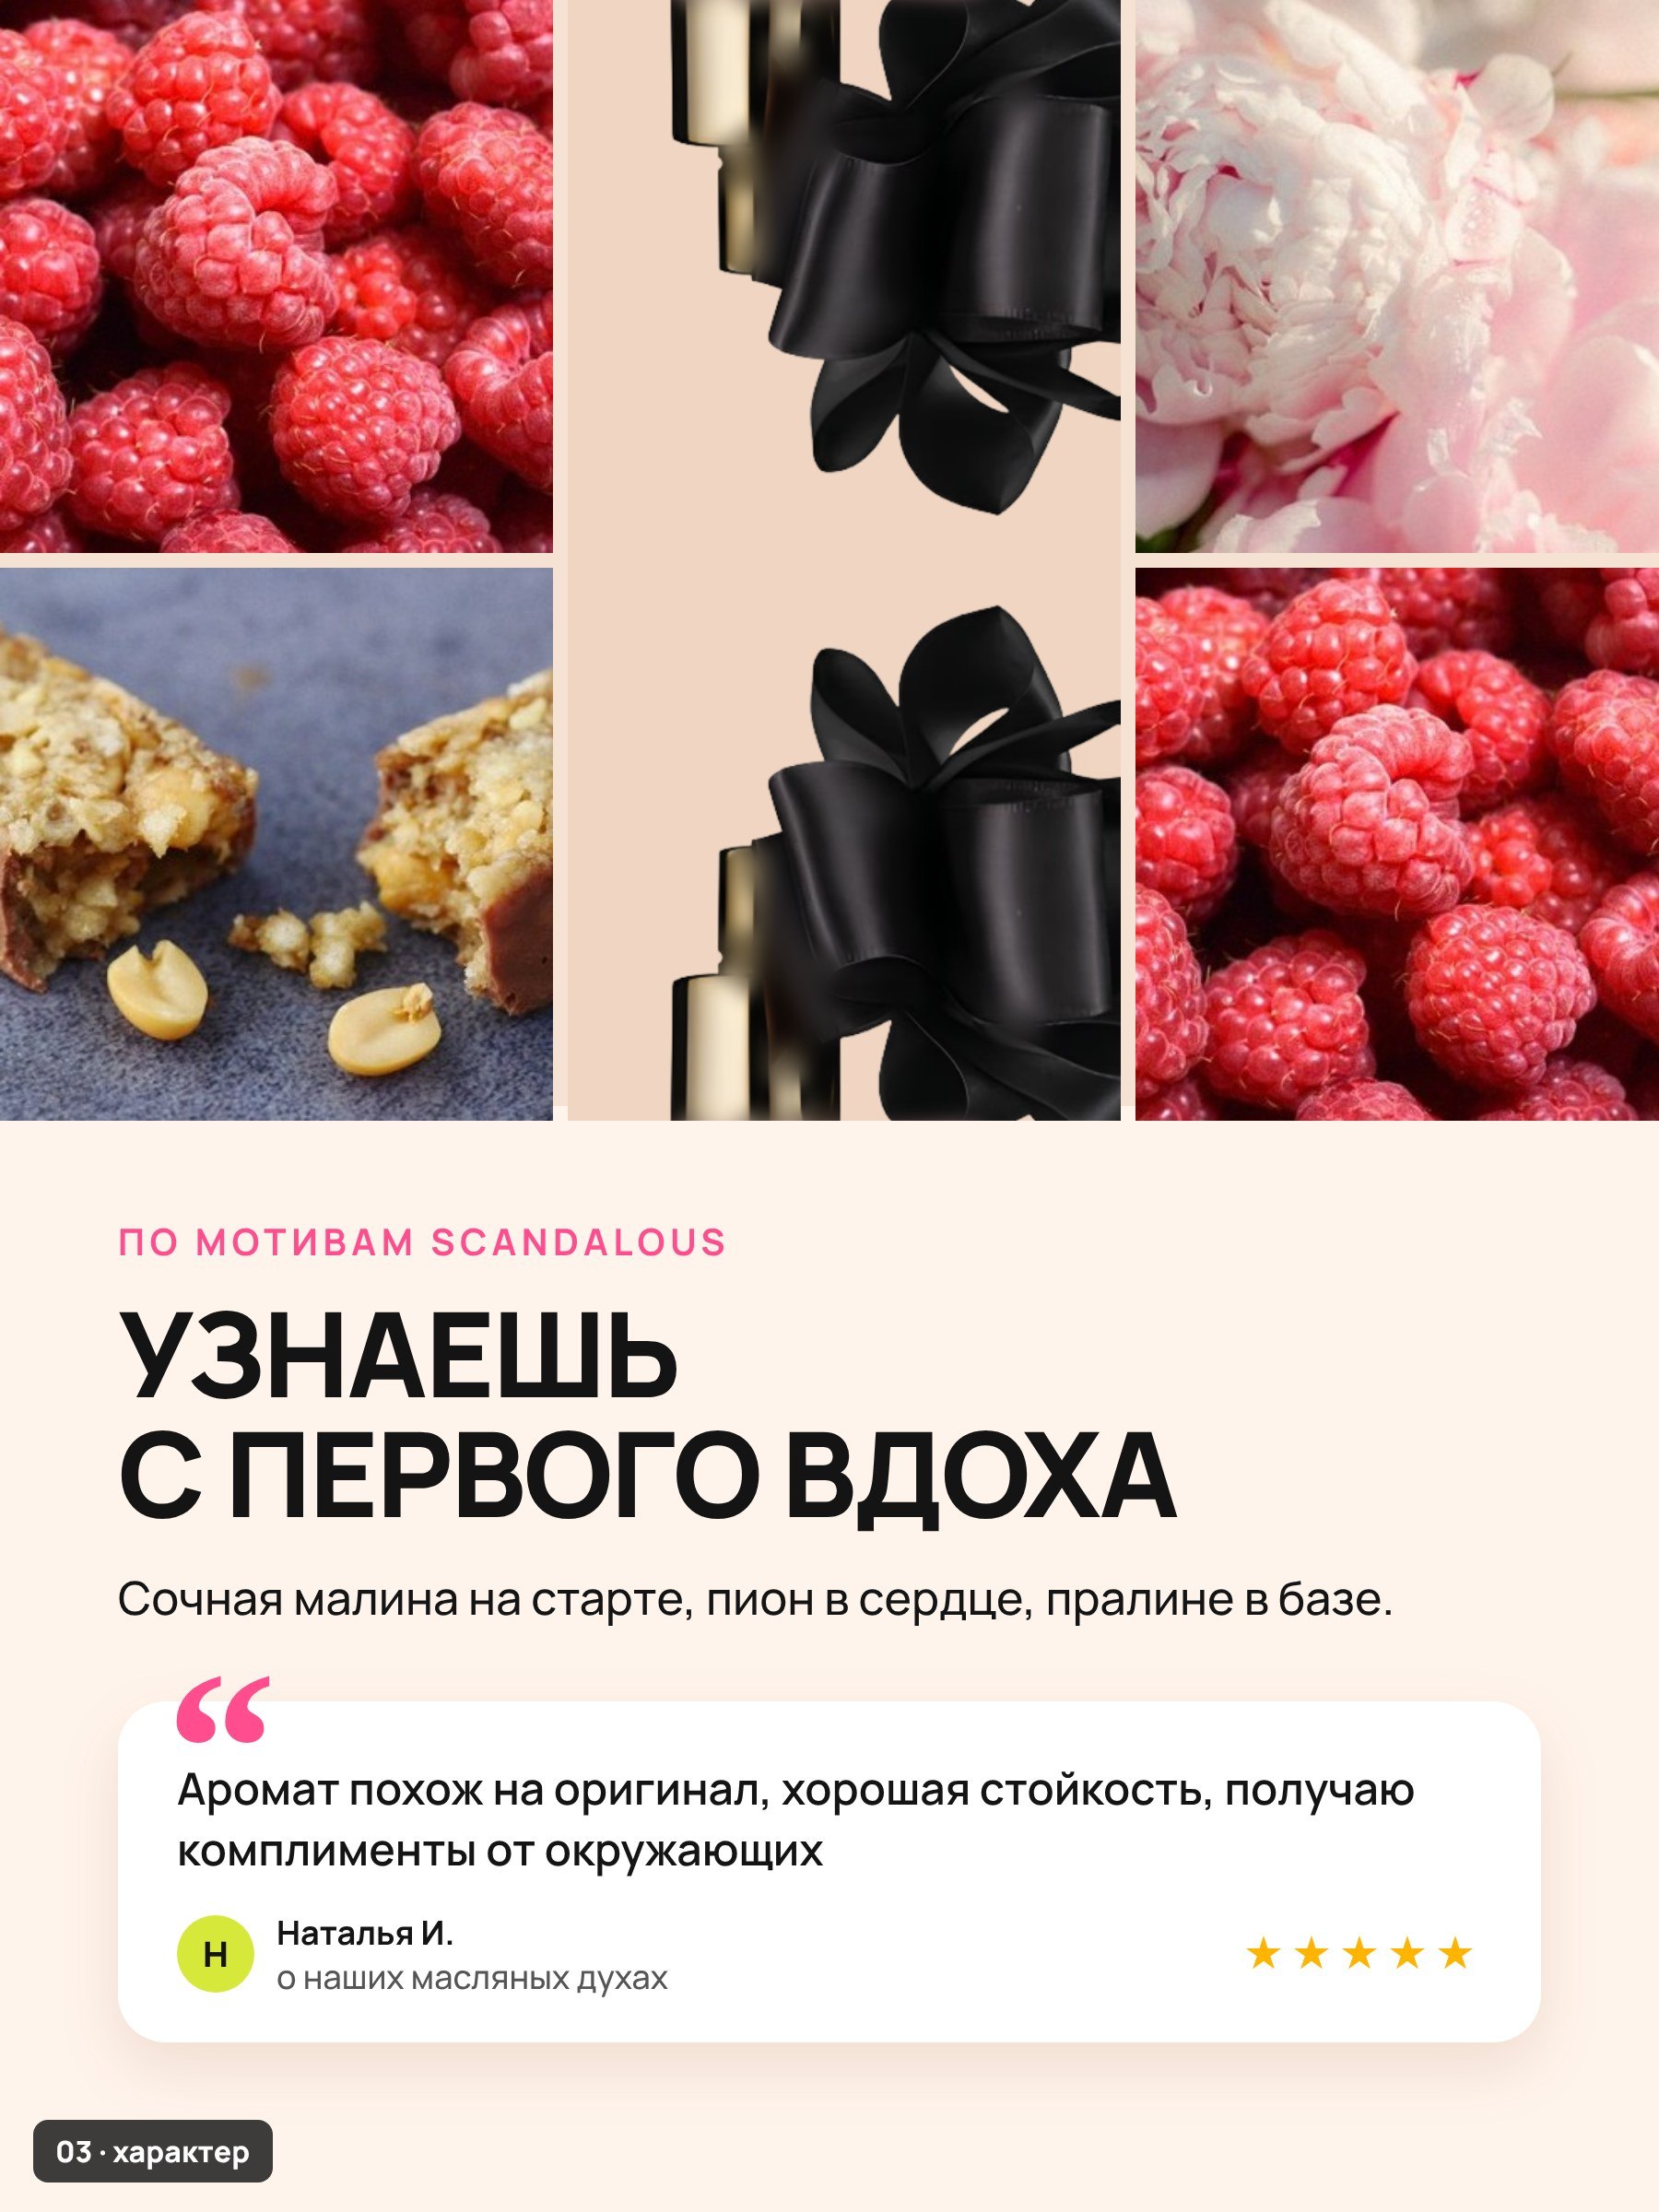 ПО МОТИВАМ SCANDALOUS
УЗНАЕШЬ
С ПЕРВОГО ВДОХА
Сочная малина на старте, пион в сердце, пралине в базе.
“
Аромат похож на оригинал, хорошая стойкость, получаю
комплименты от окружающих
Н
Наталья И.
о наших масляных духах
★★★★★
03 · характер